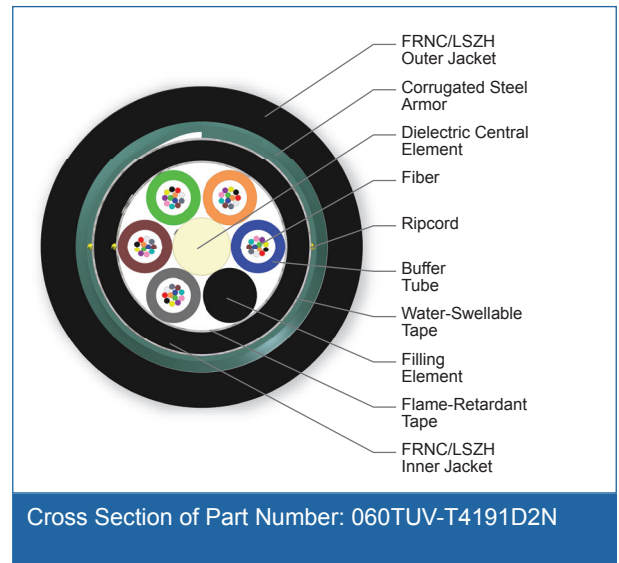 FRNC/LSZH
Outer Jacket
Corrugated Steel
Armor
Dielectric Central
Element
Fiber
Ripcord
Buffer
Tube
Water-Swellable
Tape
Filling
Element
Flame-Retardant
Tape
FRNC/LSZH
Inner Jacket
Cross Section of Part Number: 060TUV-T4191D2N